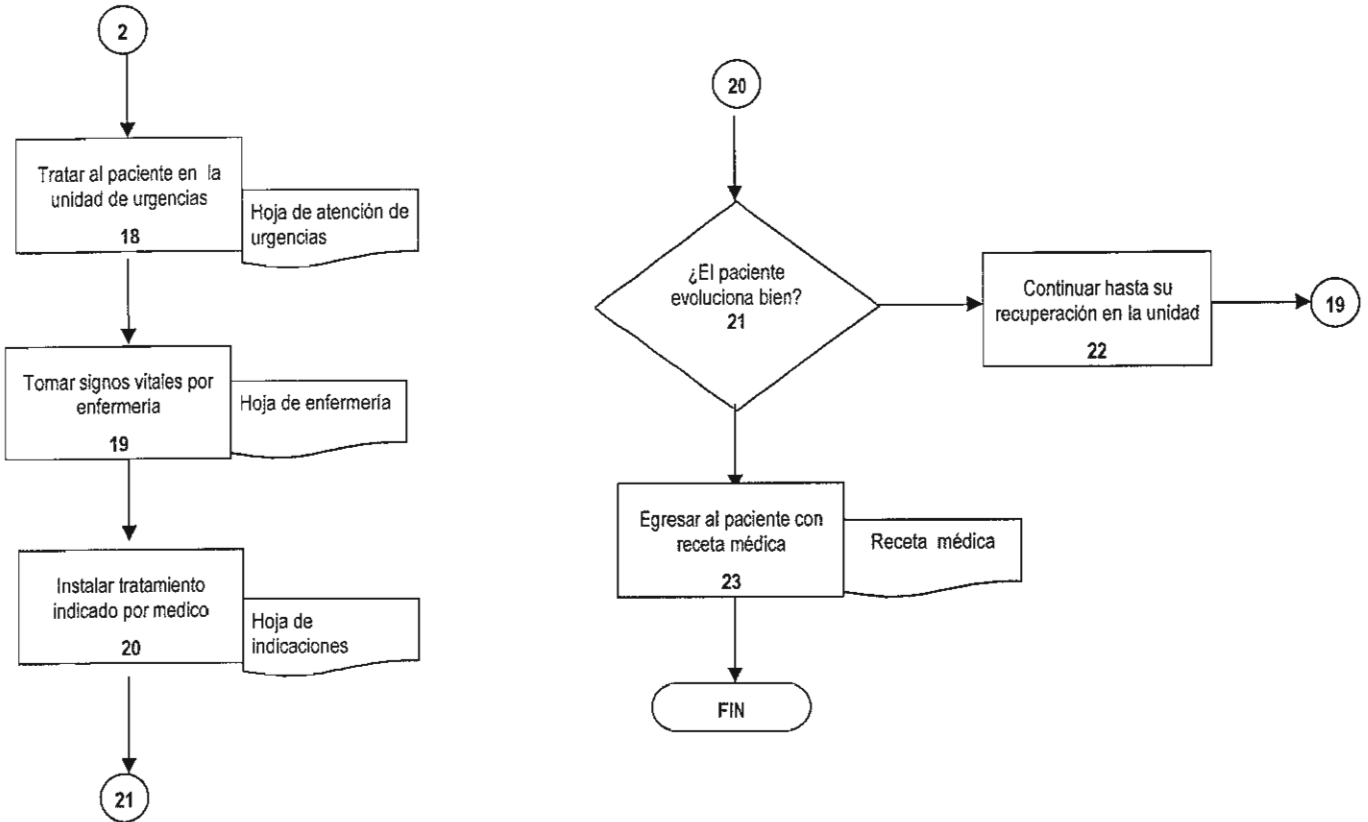 2
Tratar al paciente en la
unidad de urgencias
18
Hoja de atención de
urgencias
Tomar signos vitales por
enfermeria
19
Hoja de enfermería
Instalar tratamiento
indicado por medico
20
Hoja de
indicaciones
21
20
¿El paciente
evoluciona bien?
21
Continuar hasta su
recuperación en la unidad
22
19
Egresar al paciente con
receta médica
23
Receta médica
FIN